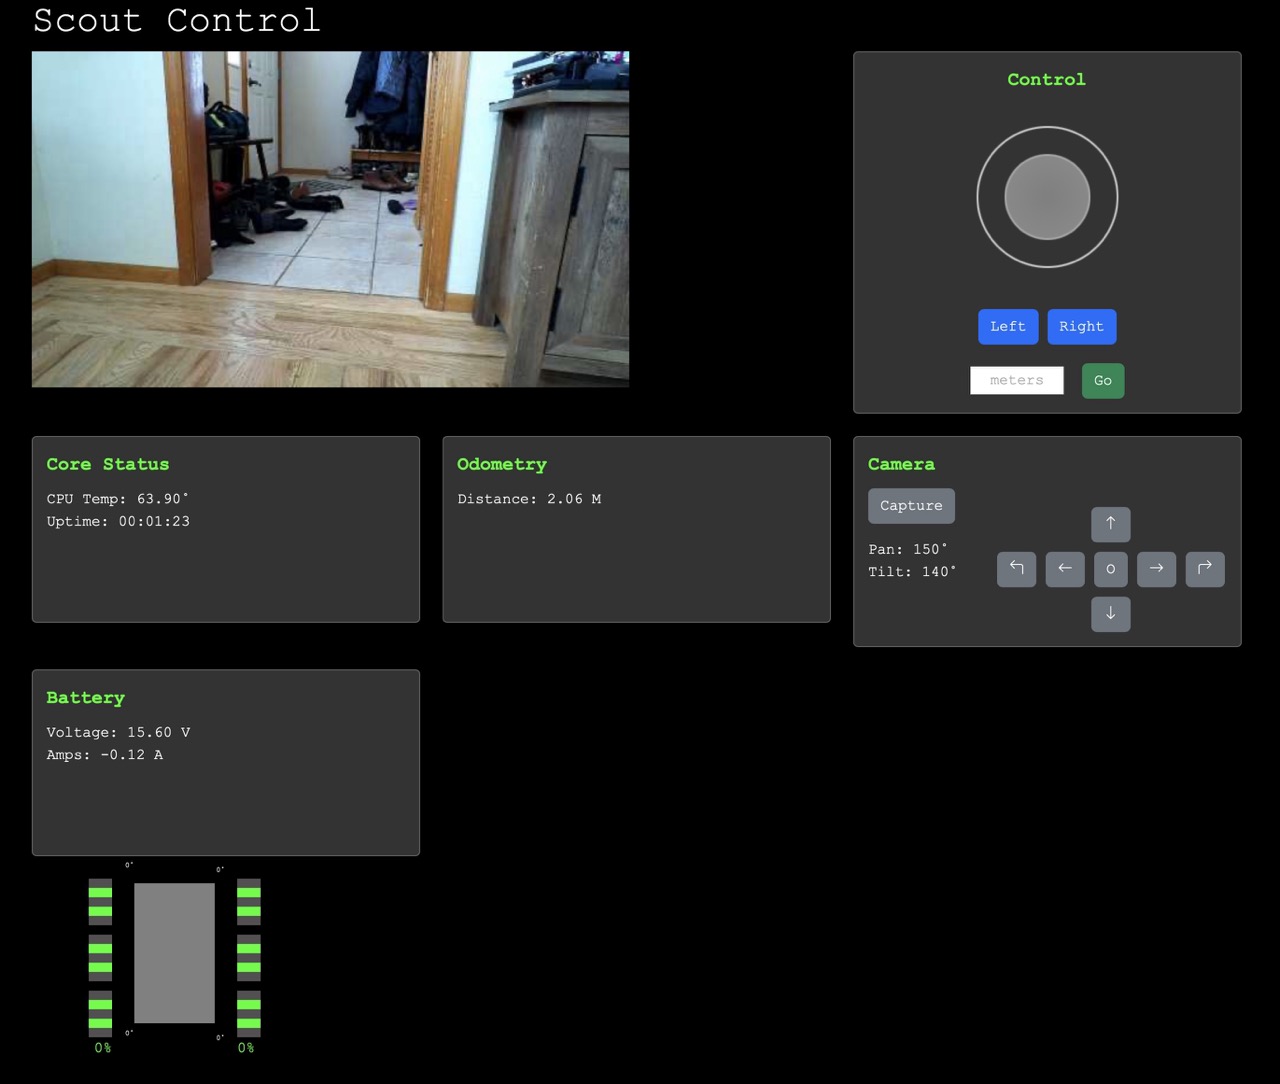 Scout Control
Control
Left Right
meters Go
Core Status
CPU Temp: 63.90°
Uptime: 00:01:23
Odometry
Distance: 2.06 M
Camera
Capture
↑
Pan: 150°
Tilt: 140°
↰ ← O → ↱
↓
Battery
Voltage: 15.60 V
Amps: -0.12 A
0° 0°
0° 0°
0% 0%